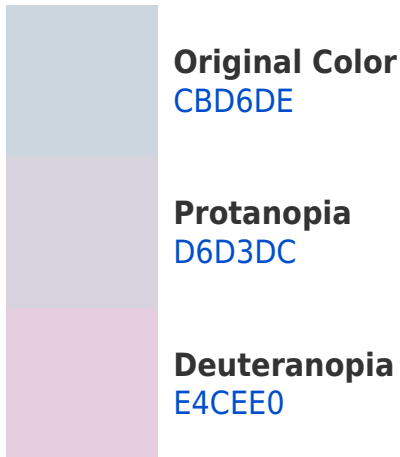 Original Color
CBD6DE
Protanopia
D6D3DC
Deuteranopia
E4CEE0